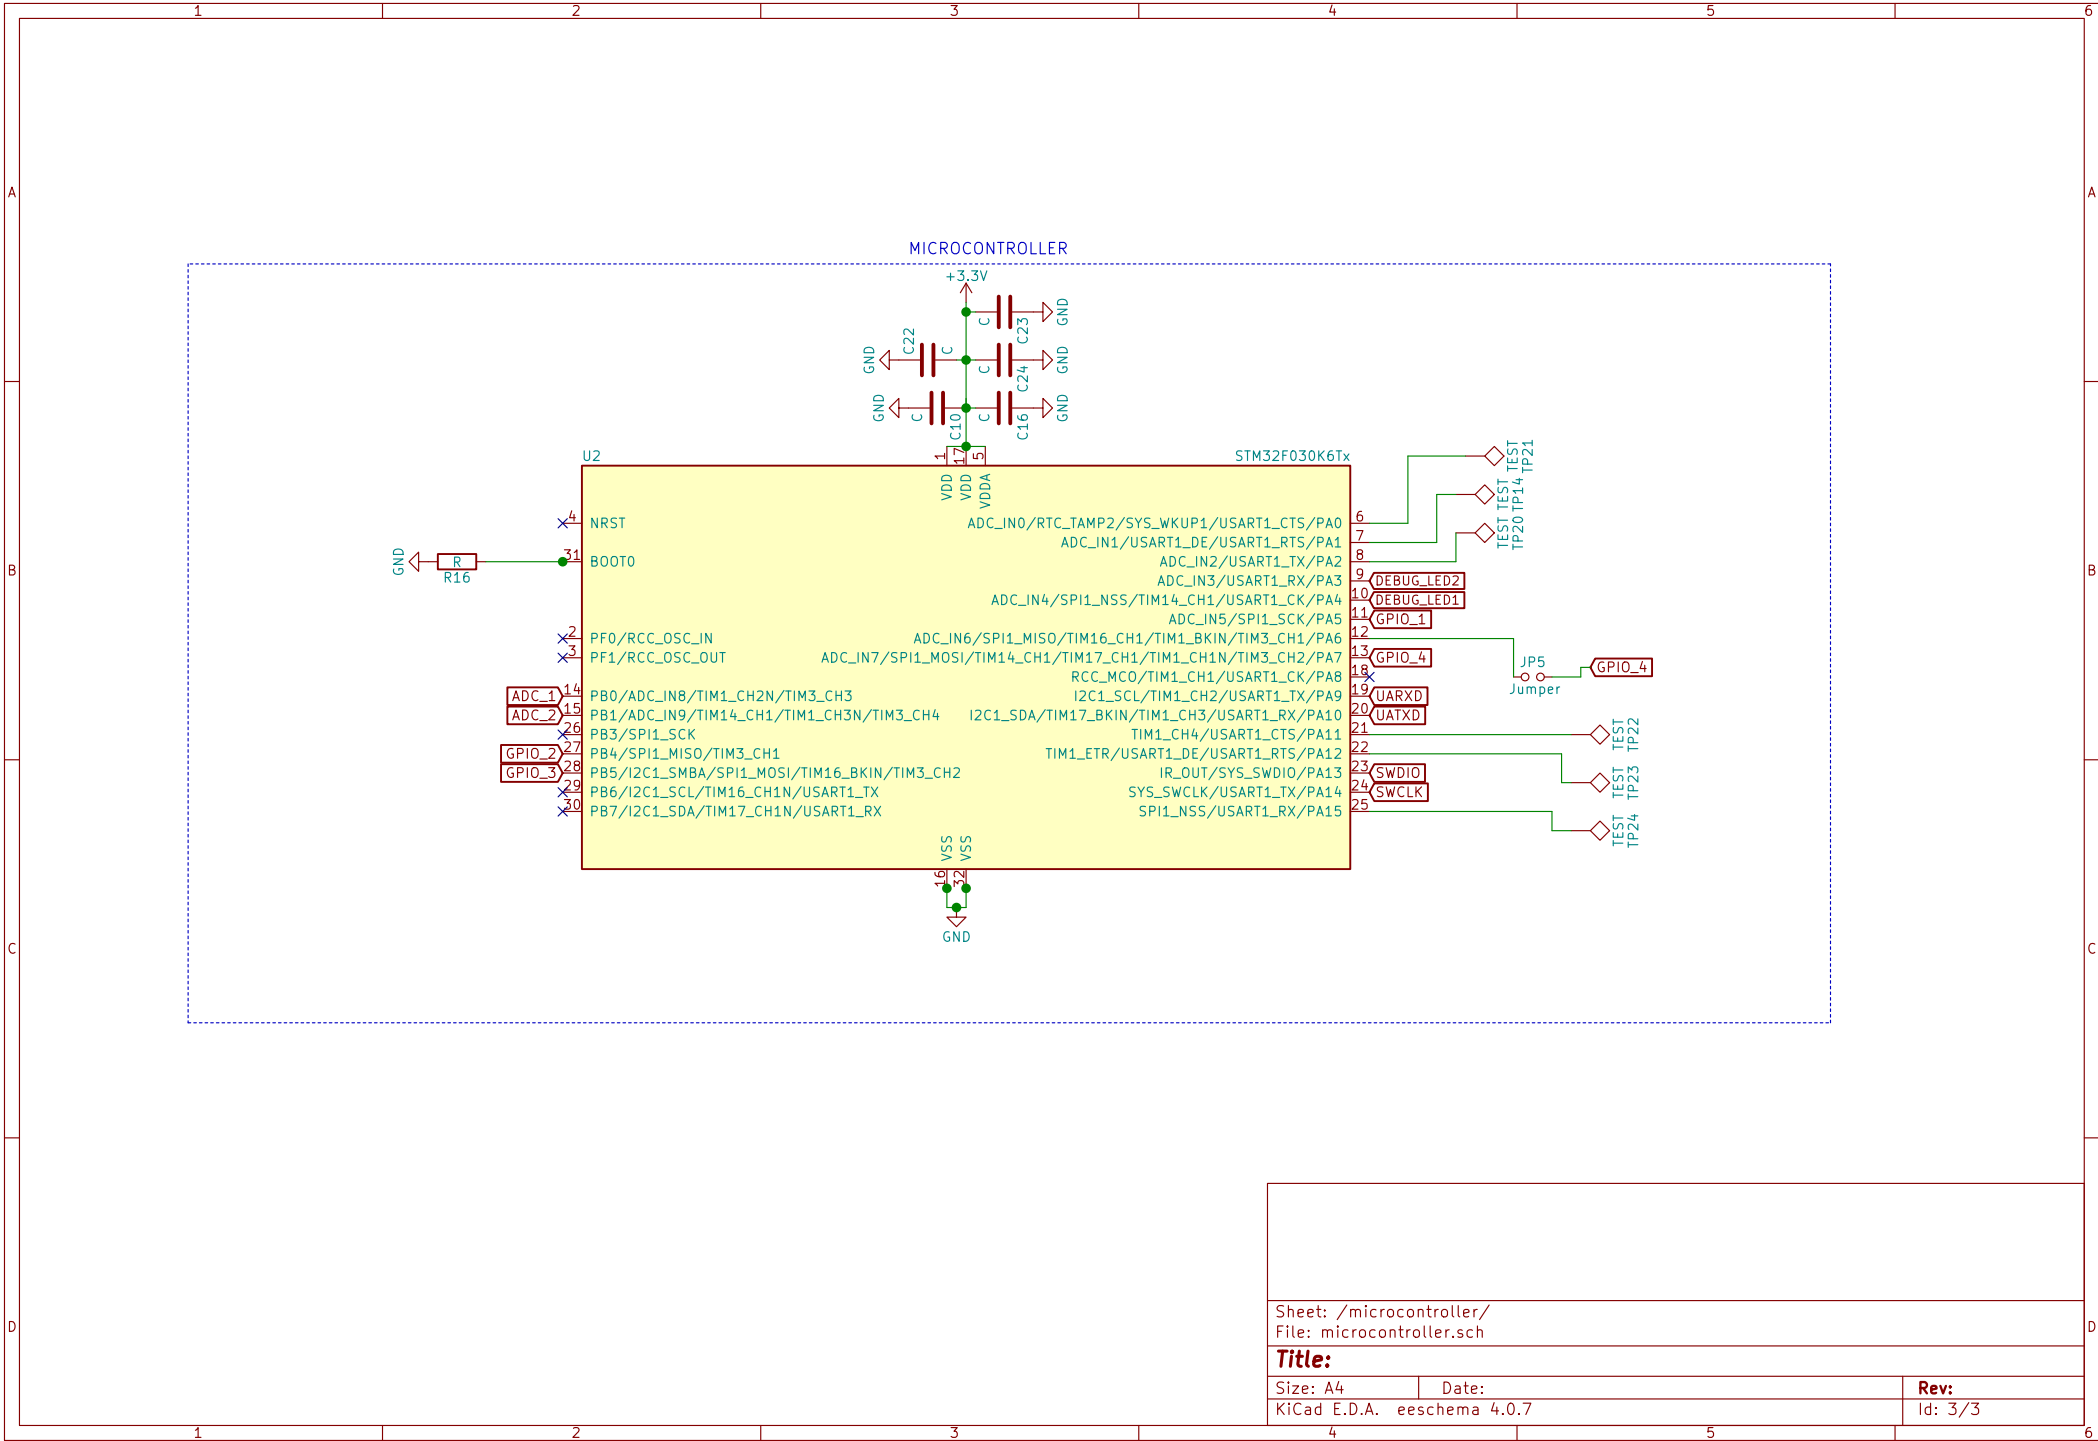 1 2 3 4 5 6
A A
MICROCONTROLLER
+3.3V
C C23 GND
GND C22 C
C C24 GND
GND C C10
C C16 GND
U2
STM32F030K6Tx
1 17 5
VDD VDD VDDA
TEST TP21
TEST TP14
TEST TP20
4 NRST
GND R R16
31 BOOT0
B B
2 PF0/RCC_OSC_IN
3 PF1/RCC_OSC_OUT
ADC_1 14 PB0/ADC_IN8/TIM1_CH2N/TIM3_CH3
ADC_2 15 PB1/ADC_IN9/TIM14_CH1/TIM1_CH3N/TIM3_CH4
26 PB3/SPI1_SCK
GPIO_2 27 PB4/SPI1_MISO/TIM3_CH1
GPIO_3 28 PB5/I2C1_SMBA/SPI1_MOSI/TIM16_BKIN/TIM3_CH2
29 PB6/I2C1_SCL/TIM16_CH1N/USART1_TX
30 PB7/I2C1_SDA/TIM17_CH1N/USART1_RX
ADC_IN0/RTC_TAMP2/SYS_WKUP1/USART1_CTS/PA0 6
ADC_IN1/USART1_DE/USART1_RTS/PA1 7
ADC_IN2/USART1_TX/PA2 8
ADC_IN3/USART1_RX/PA3 9 DEBUG_LED2
ADC_IN4/SPI1_NSS/TIM14_CH1/USART1_CK/PA4 10 DEBUG_LED1
ADC_IN5/SPI1_SCK/PA5 11 GPIO_1
ADC_IN6/SPI1_MISO/TIM16_CH1/TIM1_BKIN/TIM3_CH1/PA6 12
ADC_IN7/SPI1_MOSI/TIM14_CH1/TIM17_CH1/TIM1_CH1N/TIM3_CH2/PA7 13 GPIO_4
RCC_MCO/TIM1_CH1/USART1_CK/PA8 18
I2C1_SCL/TIM1_CH2/USART1_TX/PA9 19 UARXD
I2C1_SDA/TIM17_BKIN/TIM1_CH3/USART1_RX/PA10 20 UATXD
TIM1_CH4/USART1_CTS/PA11 21
TIM1_ETR/USART1_DE/USART1_RTS/PA12 22
IR_OUT/SYS_SWDIO/PA13 23 SWDIO
SYS_SWCLK/USART1_TX/PA14 24 SWCLK
SPI1_NSS/USART1_RX/PA15 25
JP5
Jumper
GPIO_4
TEST TP22
TEST TP23
TEST TP24
VSS VSS
16 32
GND
C C
D D
Sheet: /microcontroller/
File: microcontroller.sch
Title:
Size: A4 Date: Rev:
KiCad E.D.A. eeschema 4.0.7 Id: 3/3
1 2 3 4 5 6